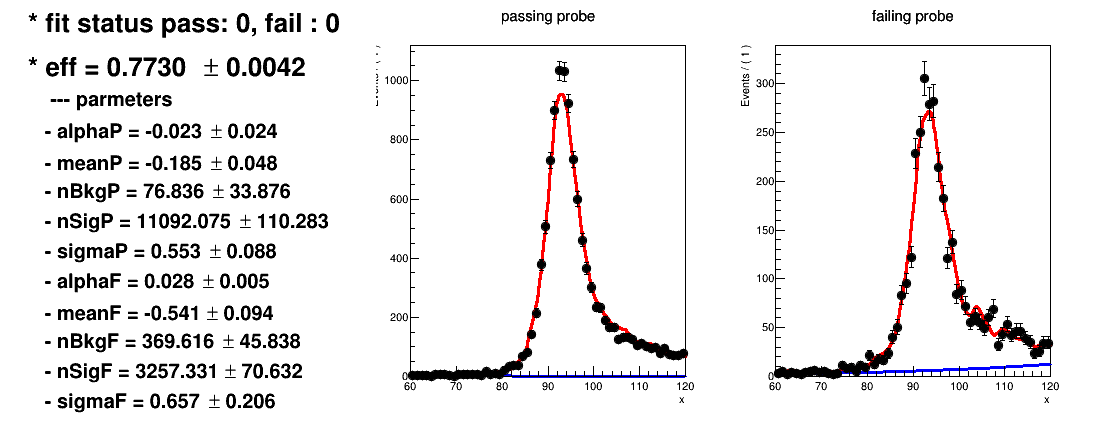 * fit status pass: 0, fail : 0
* eff = 0.7730 ± 0.0042
--- parmeters
- alphaP = -0.023 ± 0.024
- meanP = -0.185 ± 0.048
- nBkgP = 76.836 ± 33.876
- nSigP = 11092.075 ± 110.283
- sigmaP = 0.553 ± 0.088
- alphaF = 0.028 ± 0.005
- meanF = -0.541 ± 0.094
- nBkgF = 369.616 ± 45.838
- nSigF = 3257.331 ± 70.632
- sigmaF = 0.657 ± 0.206
passing probe
1000
800
600
400
200
0
60 70 80 90 100 110 120
x
failing probe
Events / ( 1 )
300
250
200
150
100
50
0
60 70 80 90 100 110 120
x